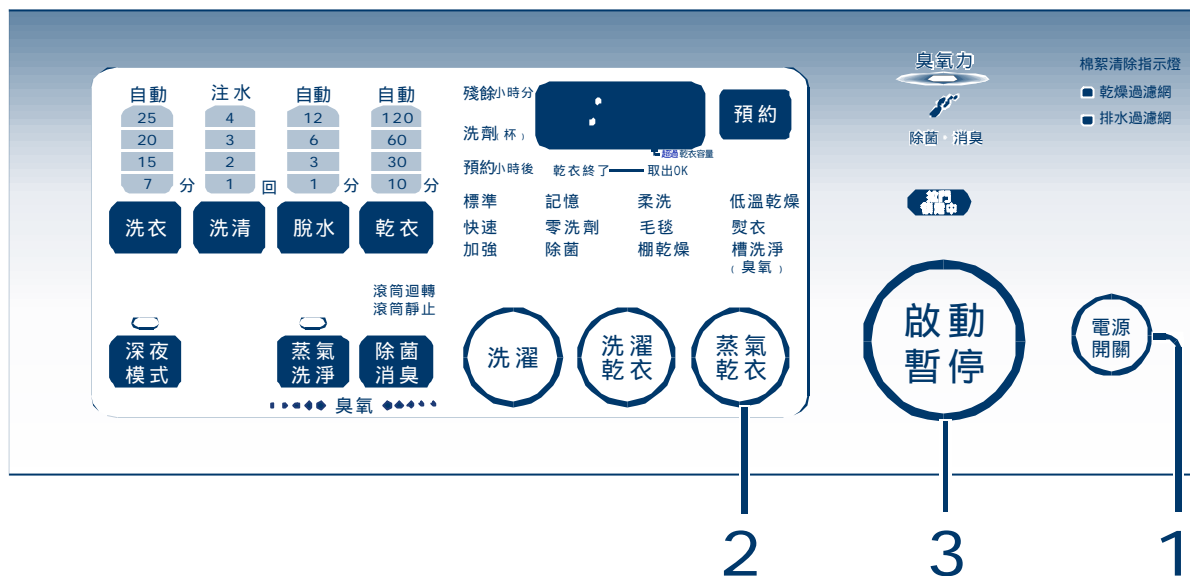 自動
25
20
15
7 分
洗衣
注水
4
3
2
1 回
洗清
自動
12
6
3
1 分
脫水
自動
120
60
30
10 分
乾衣
殘餘小時分
洗劑(杯)
預約小時後
預約
超過乾衣容量
乾衣終了 取出OK
標準 記憶 柔洗 低溫乾燥
快速 零洗劑 毛毯 熨衣
加強 除菌 棚乾燥 槽洗淨
(臭氧)
滾筒迴轉
滾筒靜止
深夜
模式
蒸氣
洗淨
除菌
消臭
臭氧
洗濯
洗濯
乾衣
蒸氣
乾衣
臭氧力
除菌·消臭
棉絮清除指示燈
乾燥過濾網
排水過濾網
啟動
暫停
電源
開關
2
3
1